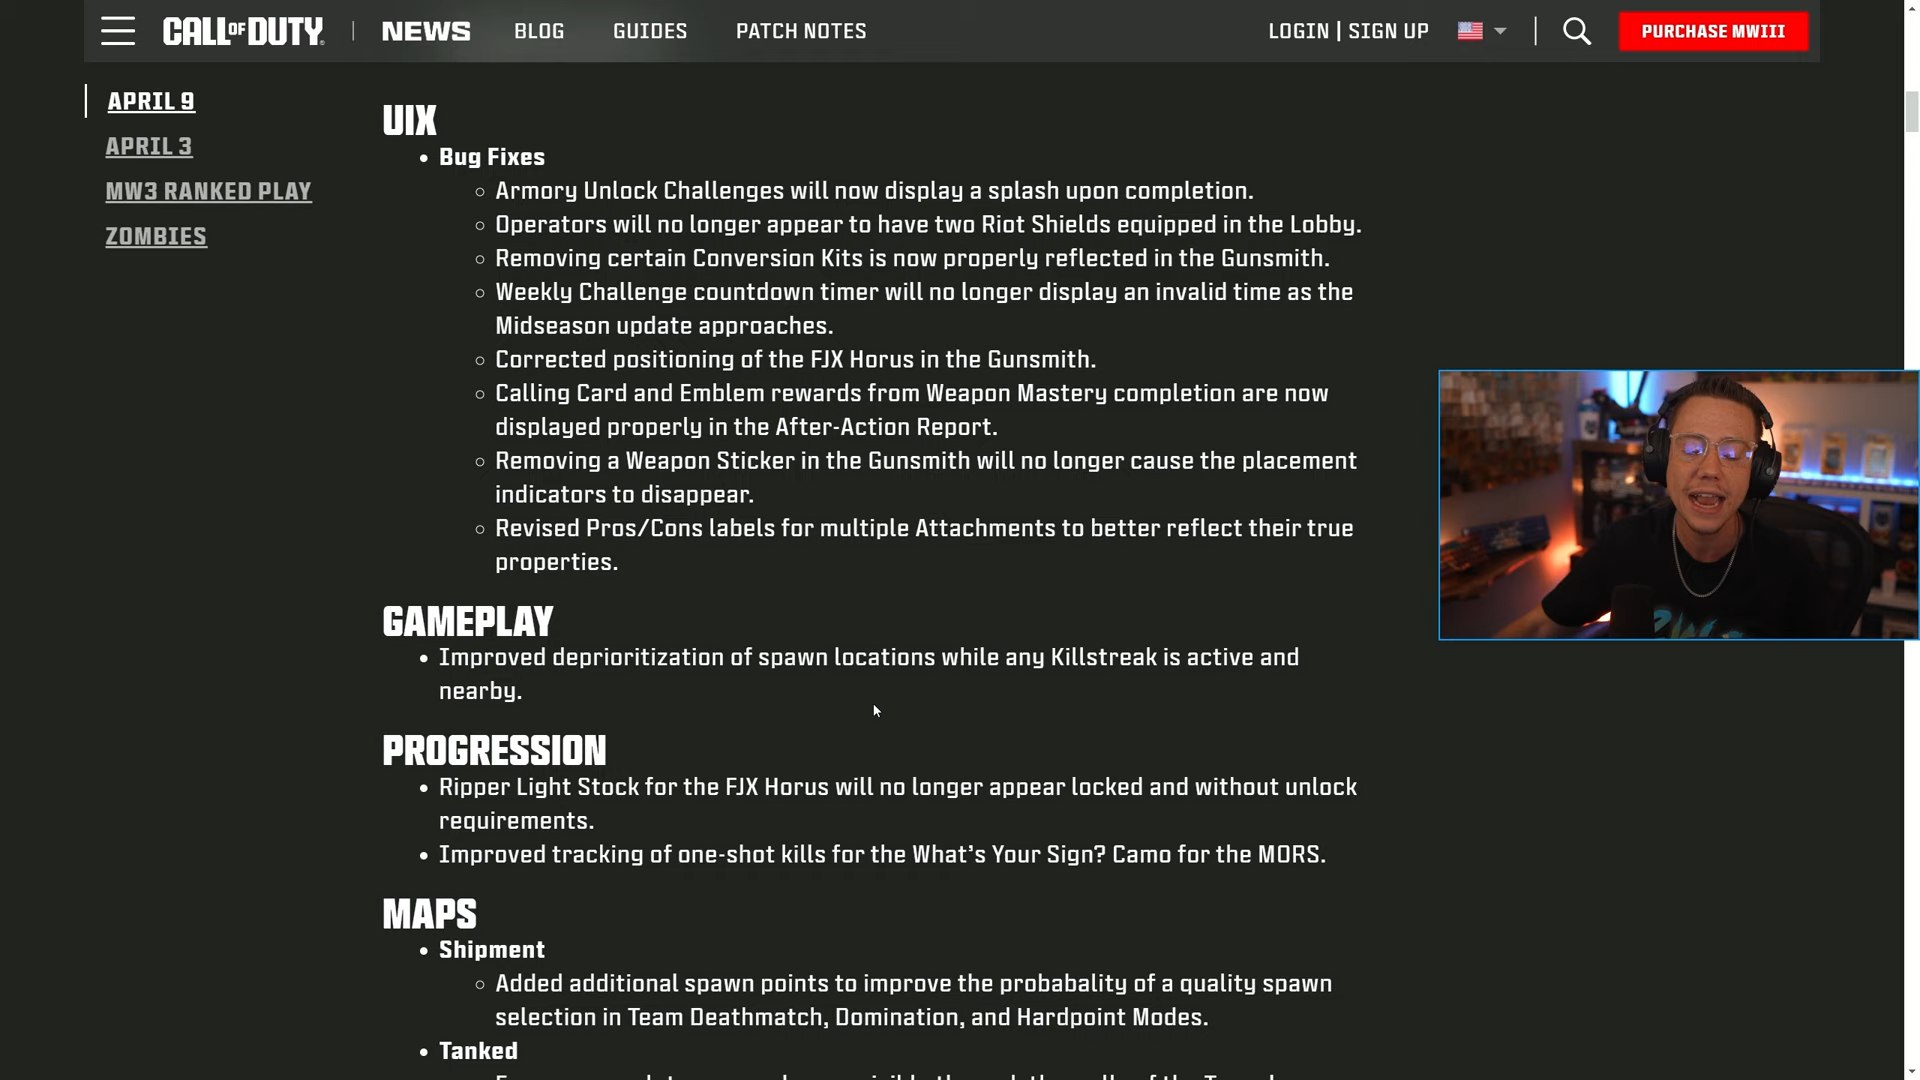 CALL OF DUTY
NEWS
BLOG
GUIDES
PATCH NOTES
LOGIN | SIGN UP
PURCHASE MWIII
APRIL 9
APRIL 3
MW3 RANKED PLAY
ZOMBIES
UIX
Bug Fixes
Armory Unlock Challenges will now display a splash upon completion.
Operators will no longer appear to have two Riot Shields equipped in the Lobby.
Removing certain Conversion Kits is now properly reflected in the Gunsmith.
Weekly Challenge countdown timer will no longer display an invalid time as the
Midseason update approaches.
Corrected positioning of the FJX Horus in the Gunsmith.
Calling Card and Emblem rewards from Weapon Mastery completion are now
displayed properly in the After-Action Report.
Removing a Weapon Sticker in the Gunsmith will no longer cause the placement
indicators to disappear.
Revised Pros/Cons labels for multiple Attachments to better reflect their true
properties.
GAMEPLAY
Improved deprioritization of spawn locations while any Killstreak is active and
nearby.
PROGRESSION
Ripper Light Stock for the FJX Horus will no longer appear locked and without unlock
requirements.
Improved tracking of one-shot kills for the What's Your Sign? Camo for the MORS.
MAPS
Shipment
Added additional spawn points to improve the probabality of a quality spawn
selection in Team Deathmatch, Domination, and Hardpoint Modes.
Tanked